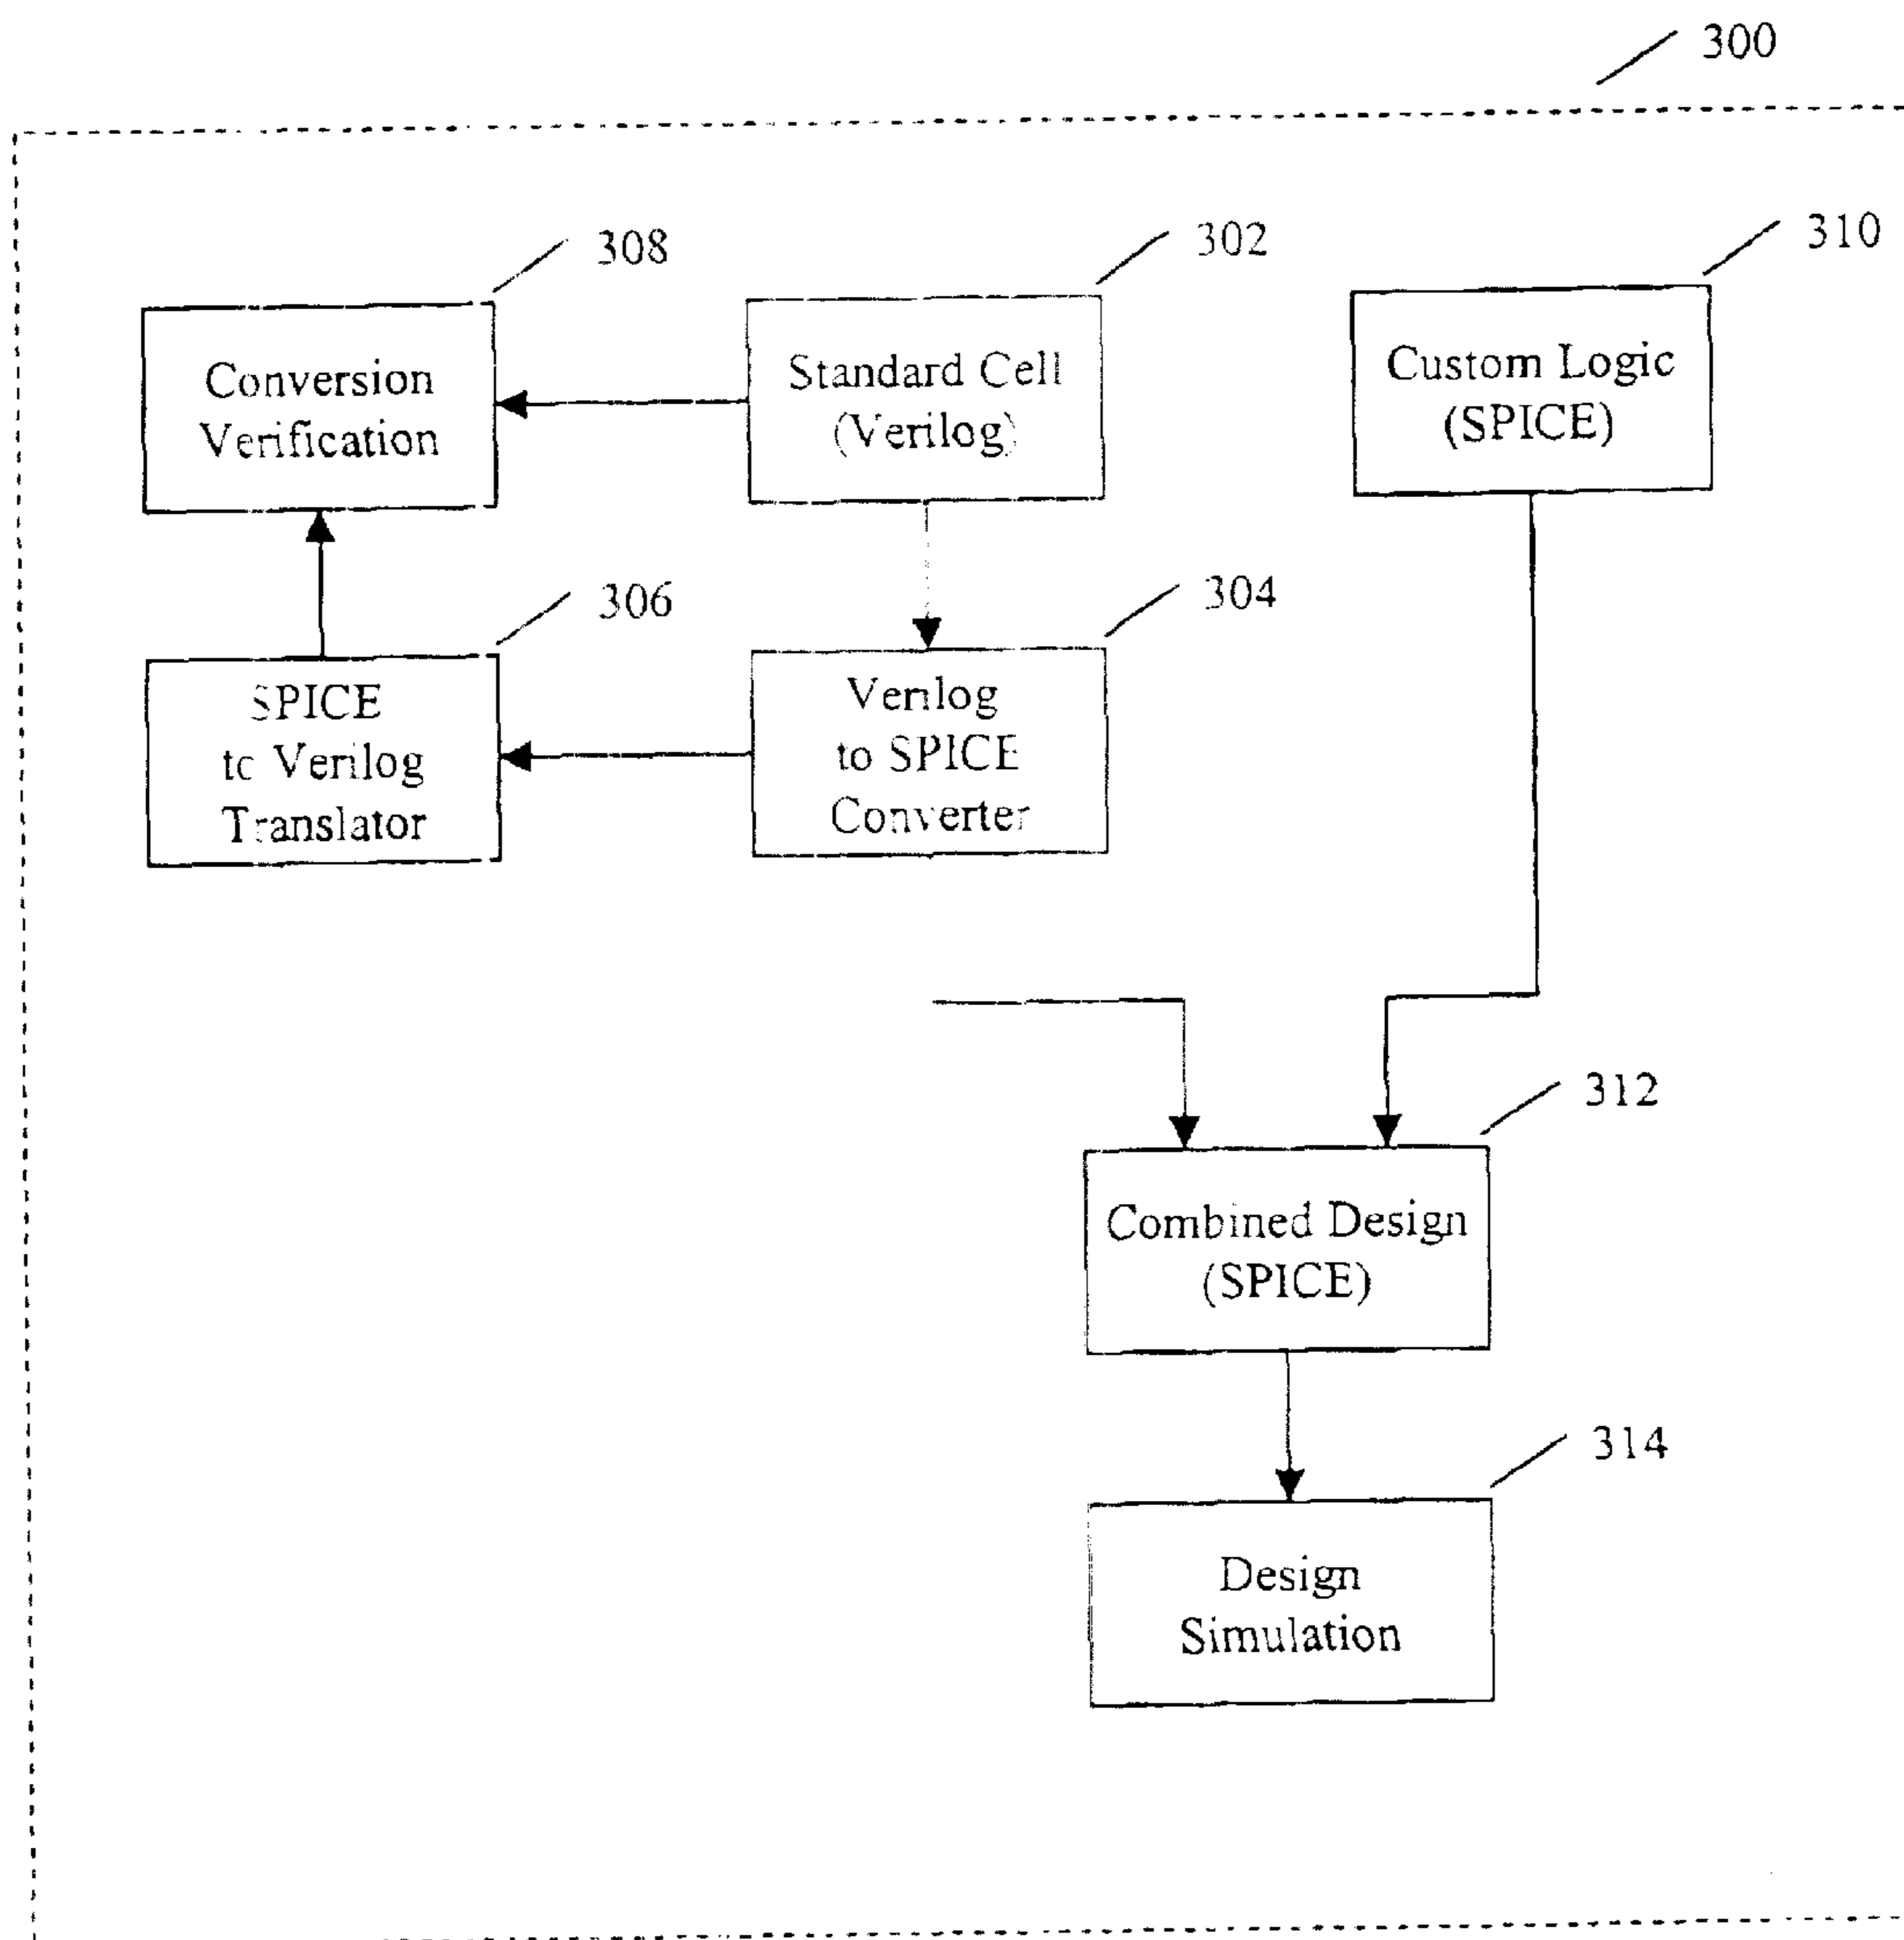 300
308
302
310
Conversion
Verification
Standard Cell
(Verilog)
Custom Logic
(SPICE)
306
304
SPICE
to Verilog
Translator
Verilog
to SPICE
Converter
312
Combined Design
(SPICE)
314
Design
Simulation